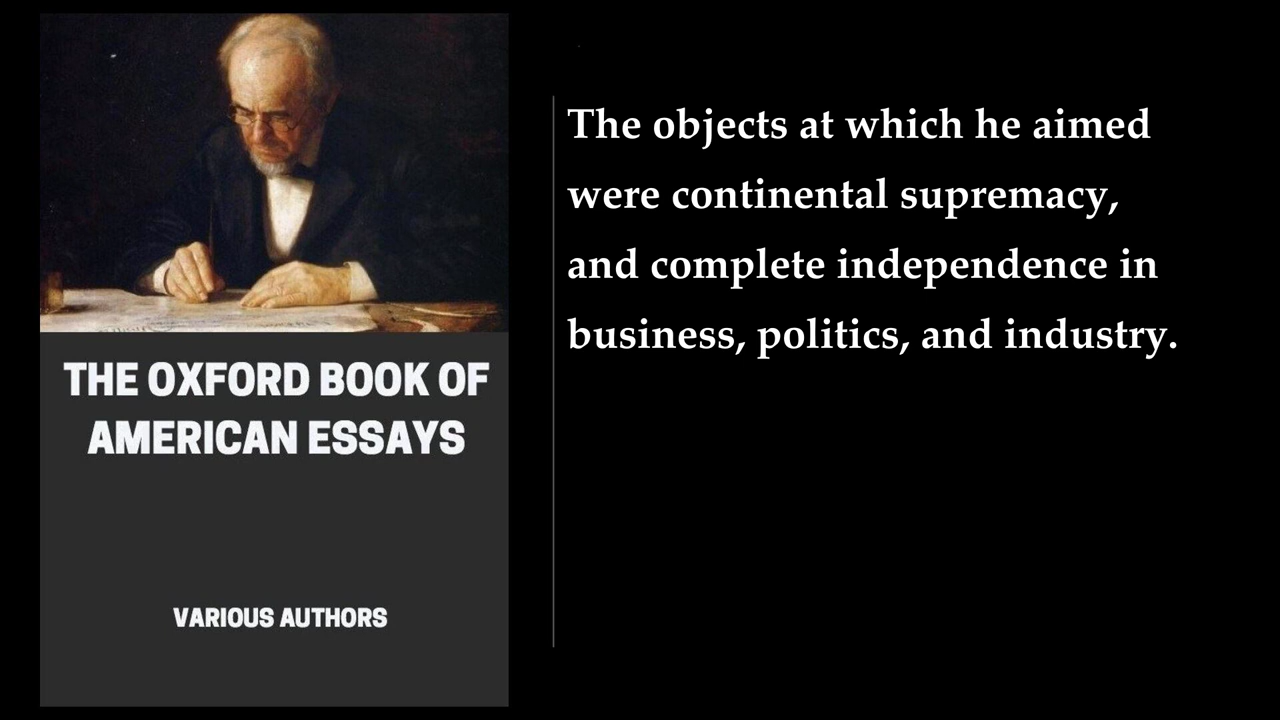 THE OXFORD BOOK OF
AMERICAN ESSAYS
VARIOUS AUTHORS
The objects at which he aimed
were continental supremacy,
and complete independence in
business, politics, and industry.